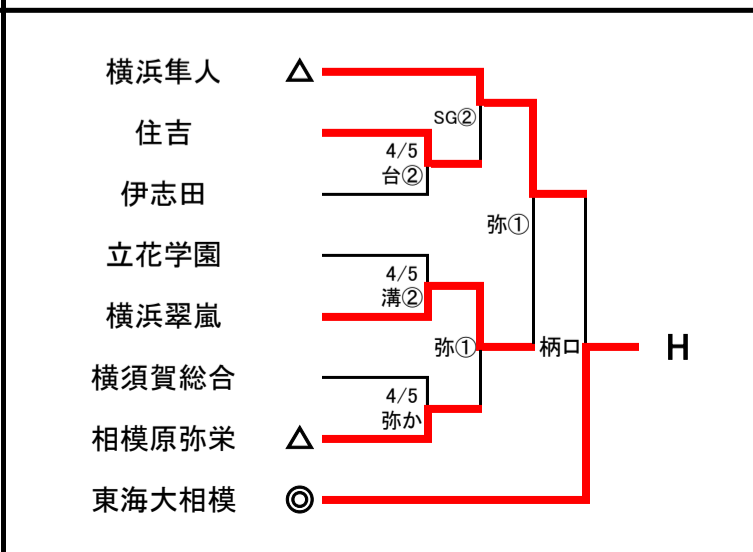 横浜隼人 △
SG②
住吉
4/5
台②
伊志田
弥①
立花学園
4/5
溝②
横浜翠嵐
弥①
柄口
H
横須賀総合
4/5
弥か
相模原弥栄 △
東海大相模 ◎